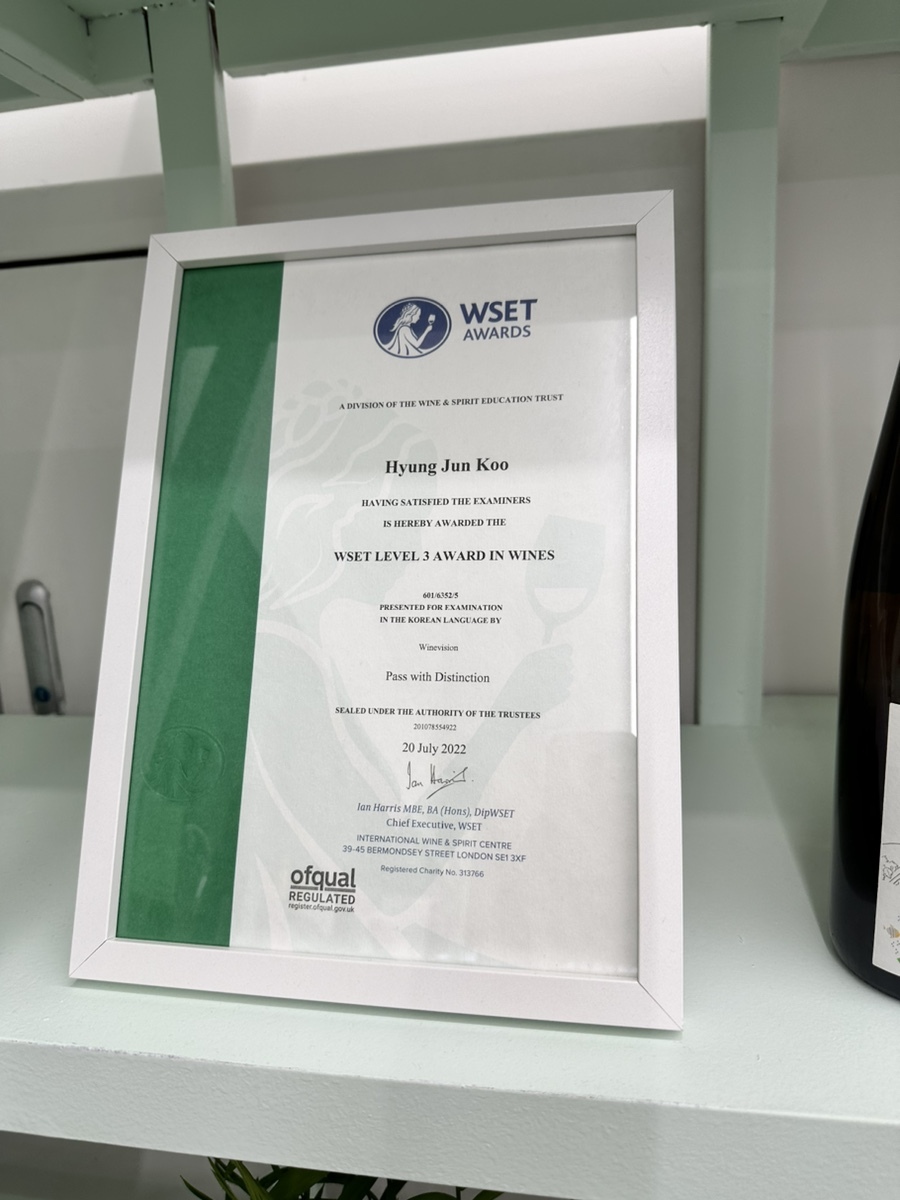 WSET
AWARDS
A DIVISION OF THE WINE & SPIRIT EDUCATION TRUST
Hyung Jun Koo
HAVING SATISFIED THE EXAMINERS
IS HEREBY AWARDED THE
WSET LEVEL 3 AWARD IN WINES
601/6352/5
PRESENTED FOR EXAMINATION
IN THE KOREAN LANGUAGE BY
Winevision
Pass with Distinction
SEALED UNDER THE AUTHORITY OF THE TRUSTEES
201078554922
20 July 2022
Ian Harris
Ian Harris MBE, BA (Hons), DipWSET
Chief Executive, WSET
INTERNATIONAL WINE & SPIRIT CENTRE
39-45 BERMONDSEY STREET LONDON SE1 3XF
Registered Charity No. 313766
ofqual
REGULATED
register.ofqual.gov.uk